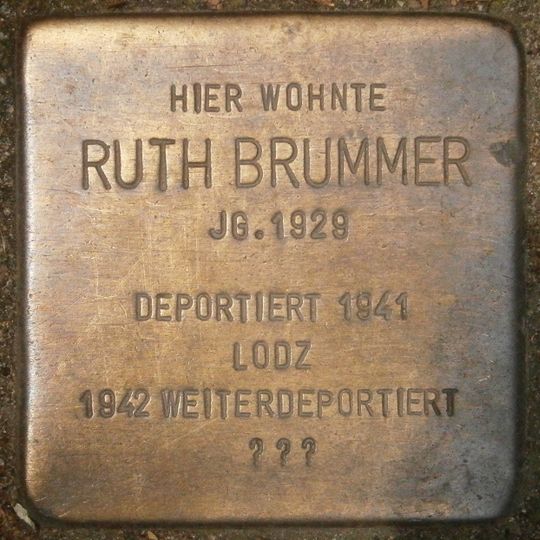 HIER WOHNTE
RUTH BRUMMER
JG. 1929
DEPORTIERT 1941
LODZ
1942 WEITERDEPORTIERT
???